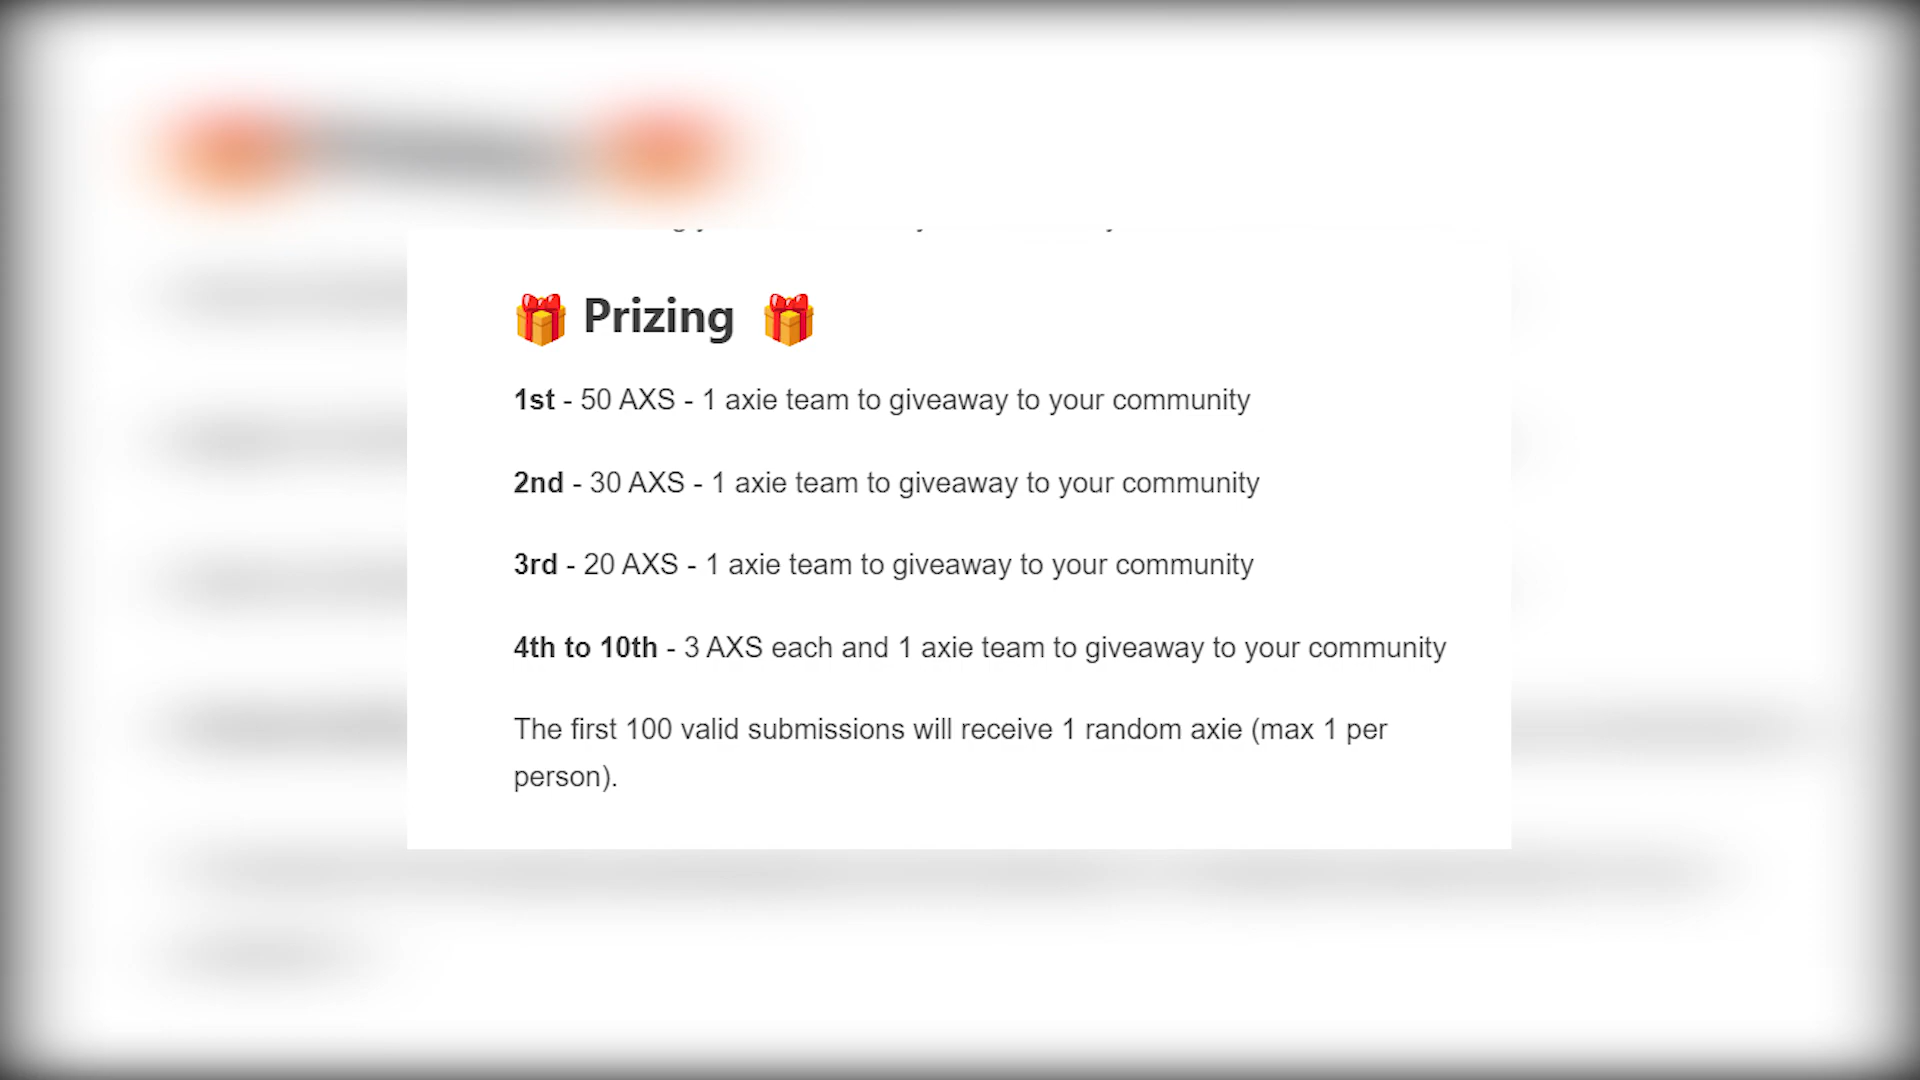 🎁 Prizing 🎁
1st - 50 AXS - 1 axie team to giveaway to your community
2nd - 30 AXS - 1 axie team to giveaway to your community
3rd - 20 AXS - 1 axie team to giveaway to your community
4th to 10th - 3 AXS each and 1 axie team to giveaway to your community
The first 100 valid submissions will receive 1 random axie (max 1 per
person).